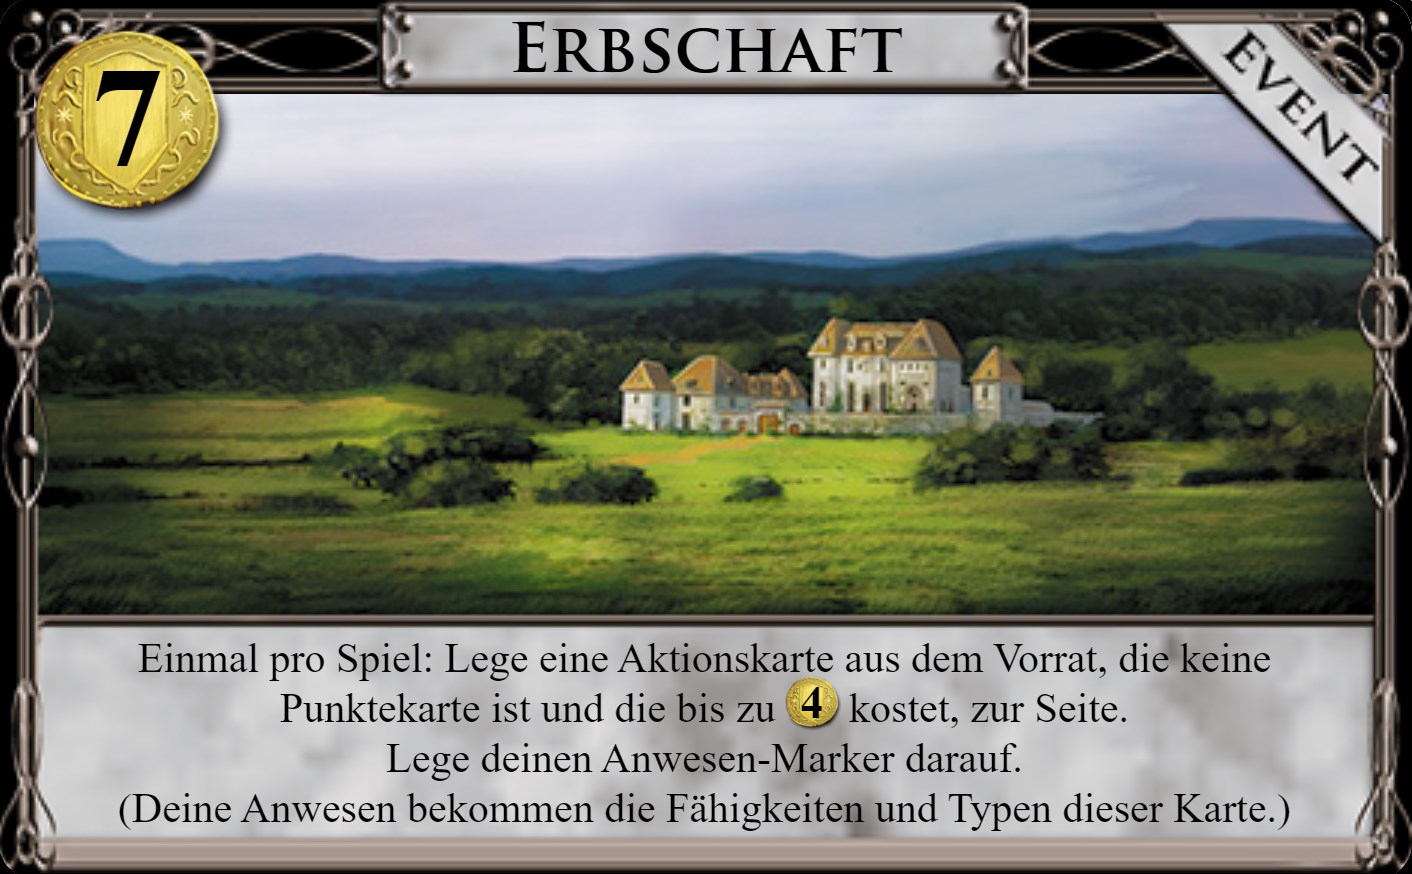 7
ERBSCHAFT
EVENT
Einmal pro Spiel: Lege eine Aktionskarte aus dem Vorrat, die keine
Punktekarte ist und die bis zu 4 kostet, zur Seite.
Lege deinen Anwesen-Marker darauf.
(Deine Anwesen bekommen die Fähigkeiten und Typen dieser Karte.)